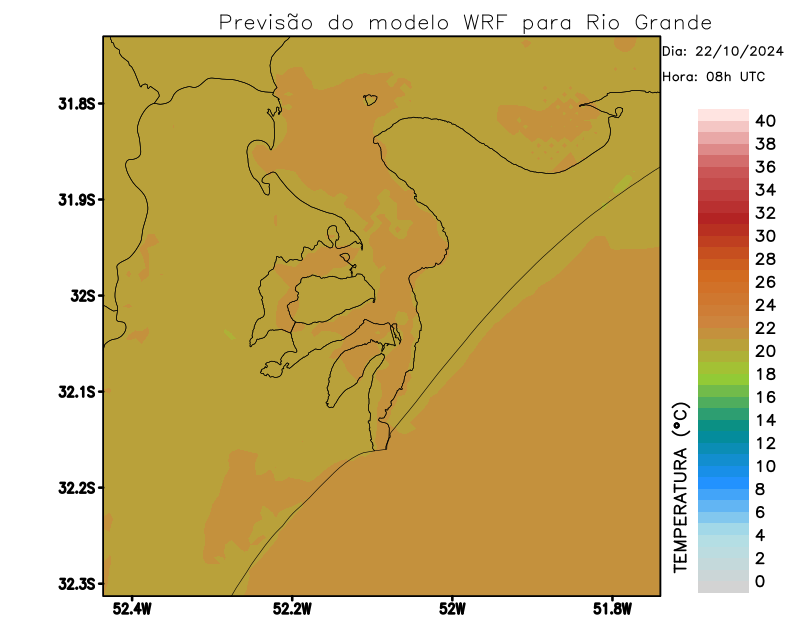 Previsão do modelo WRF para Rio Grande
Dia: 22/10/2024
Hora: 08h UTC
31.8S
31.9S
32S
32.1S
32.2S
32.3S
52.4W
52.2W
52W
51.8W
TEMPERATURA (°C)
40
38
36
34
32
30
28
26
24
22
20
18
16
14
12
10
8
6
4
2
0